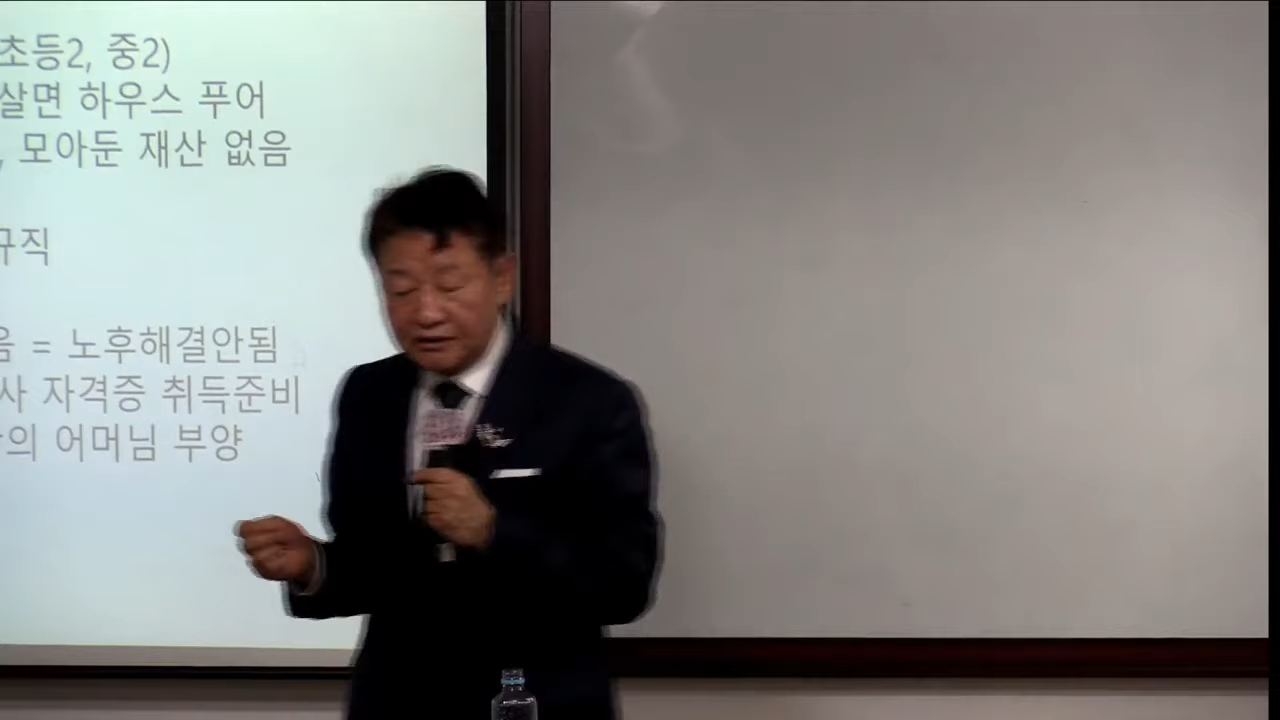 초등2, 중2)
살면 하우스 푸어
, 모아둔 재산 없음
규직
음 = 노후해결안됨
사 자격증 취득준비
의 어머님 부양